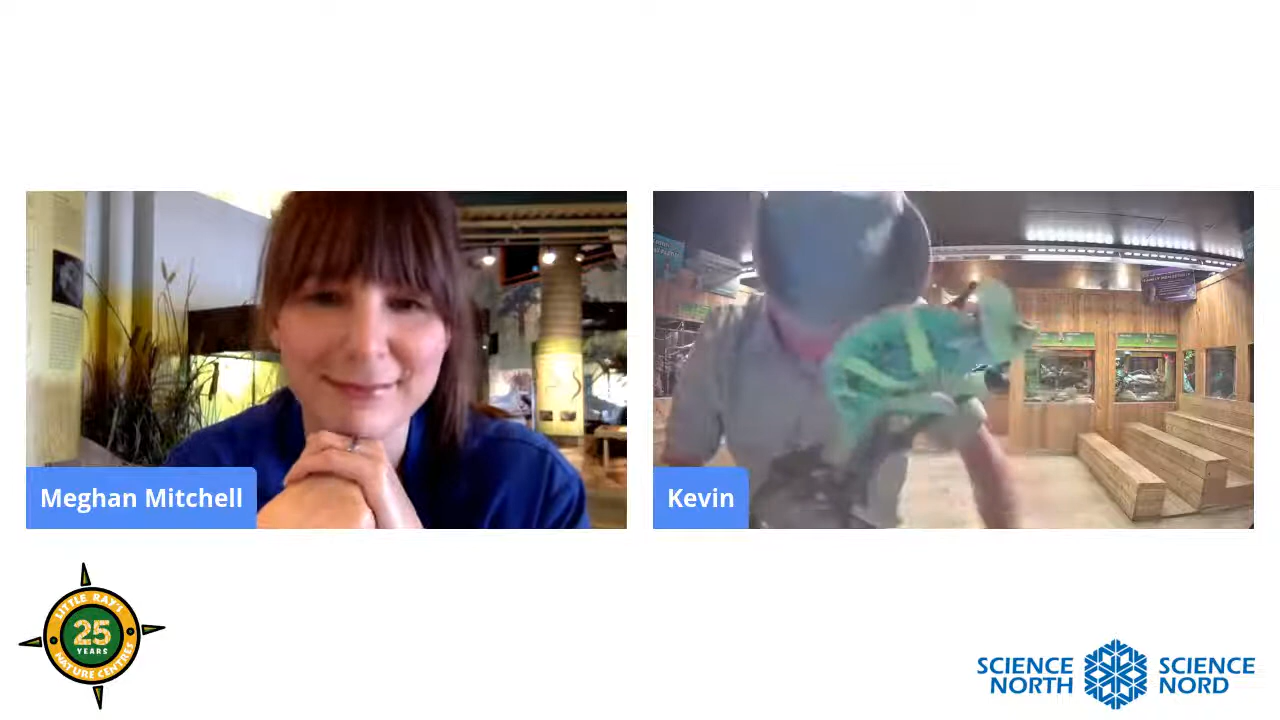 Meghan Mitchell
Kevin
LITTLE RAY'S
25
YEARS
NATURE CENTRES
SCIENCE NORTH
SCIENCE NORD